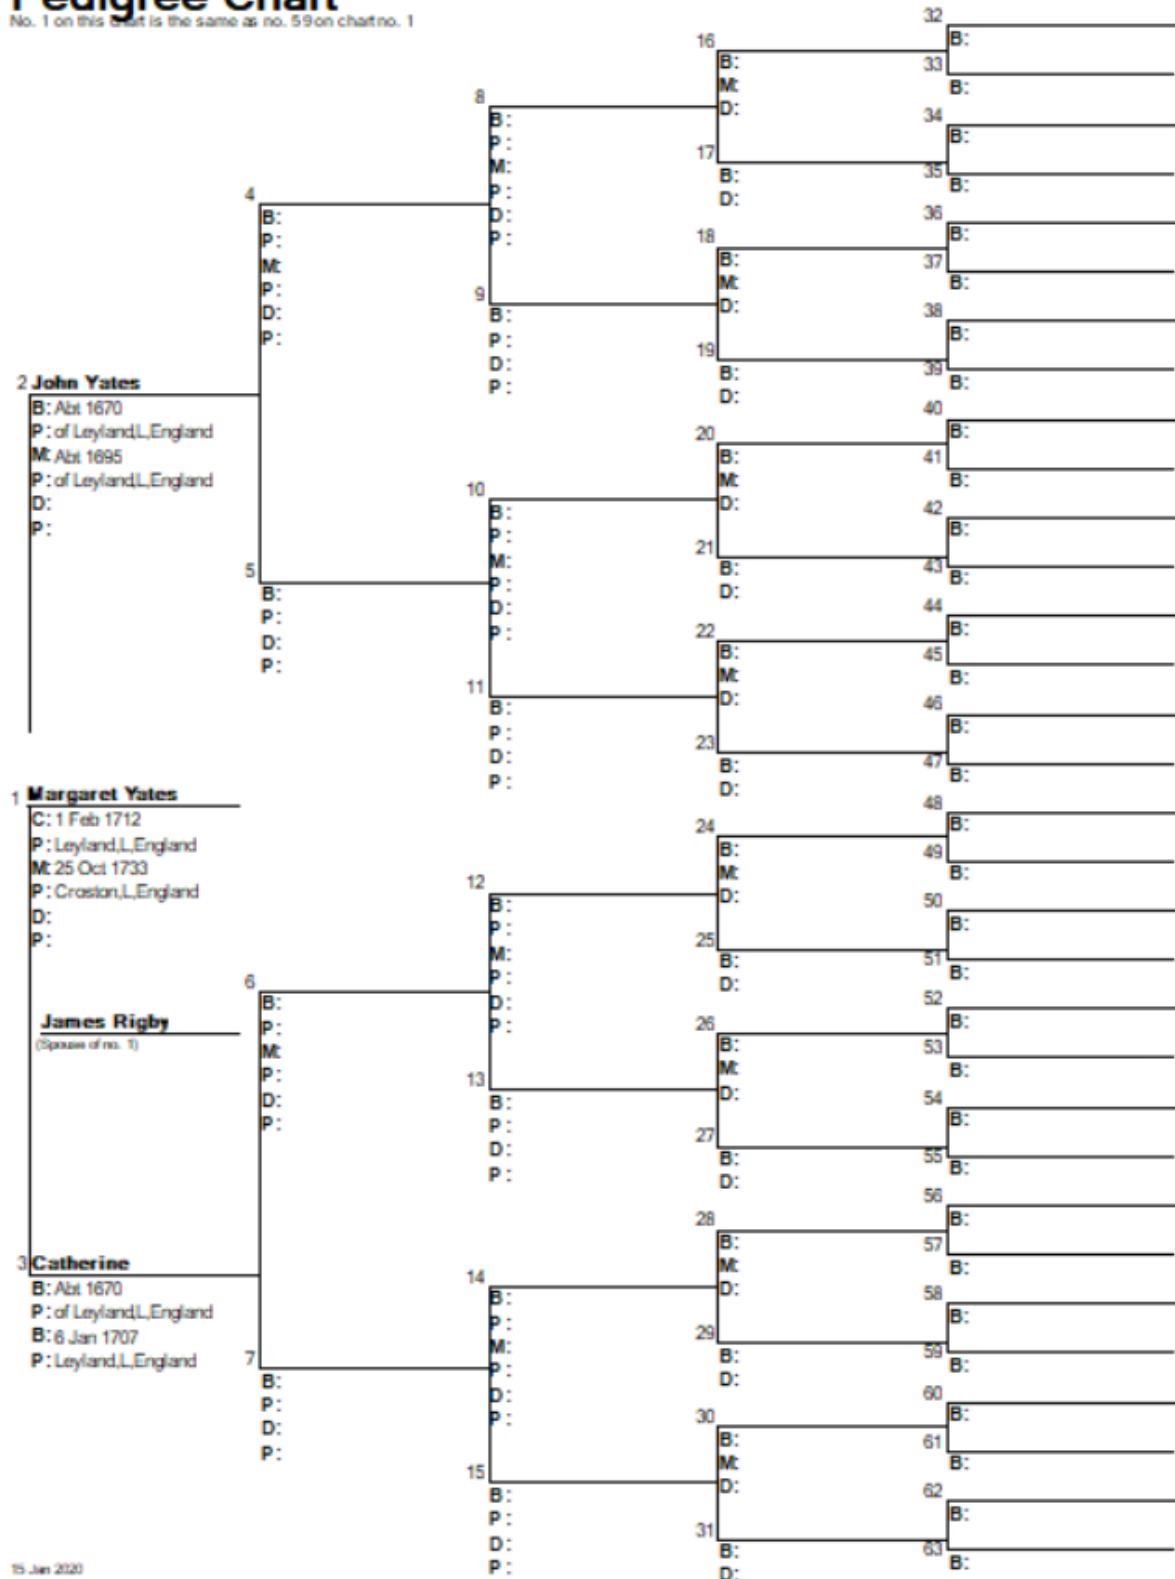 Pedigree Chart
No. 1 on this chart is the same as no. 59 on chart no. 1
2 John Yates
B: Abt 1670
P: of Leyland,L,England
M: Abt 1695
P: of Leyland,L,England
D:
P:
1 Margaret Yates
C: 1 Feb 1712
P: Leyland,L,England
M: 25 Oct 1733
P: Croston,L,England
D:
P:
James Rigby
(Spouse of no. 1)
3 Catherine
B: Abt 1670
P: of Leyland,L,England
B: 6 Jan 1707
P: Leyland,L,England
15 Jan 2020
4
B:
P:
M:
P:
D:
P:
5
B:
P:
D:
P:
6
B:
P:
M:
P:
D:
P:
7
B:
P:
D:
P:
8
B:
P:
M:
P:
D:
P:
9
B:
P:
D:
P:
10
B:
P:
M:
P:
D:
P:
11
B:
P:
D:
P:
12
B:
P:
M:
P:
D:
P:
13
B:
P:
D:
P:
14
B:
P:
M:
P:
D:
P:
15
B:
P:
D:
P:
16
B:
M:
D:
17
B:
D:
18
B:
M:
D:
19
B:
D:
20
B:
M:
D:
21
B:
D:
22
B:
M:
D:
23
B:
D:
24
B:
M:
D:
25
B:
D:
26
B:
M:
D:
27
B:
D:
28
B:
M:
D:
29
B:
D:
30
B:
M:
D:
31
B:
D:
32
B:
33
B:
34
B:
35
B:
36
B:
37
B:
38
B:
39
B:
40
B:
41
B:
42
B:
43
B:
44
B:
45
B:
46
B:
47
B:
48
B:
49
B:
50
B:
51
B:
52
B:
53
B:
54
B:
55
B:
56
B:
57
B:
58
B:
59
B:
60
B:
61
B:
62
B:
63
B: